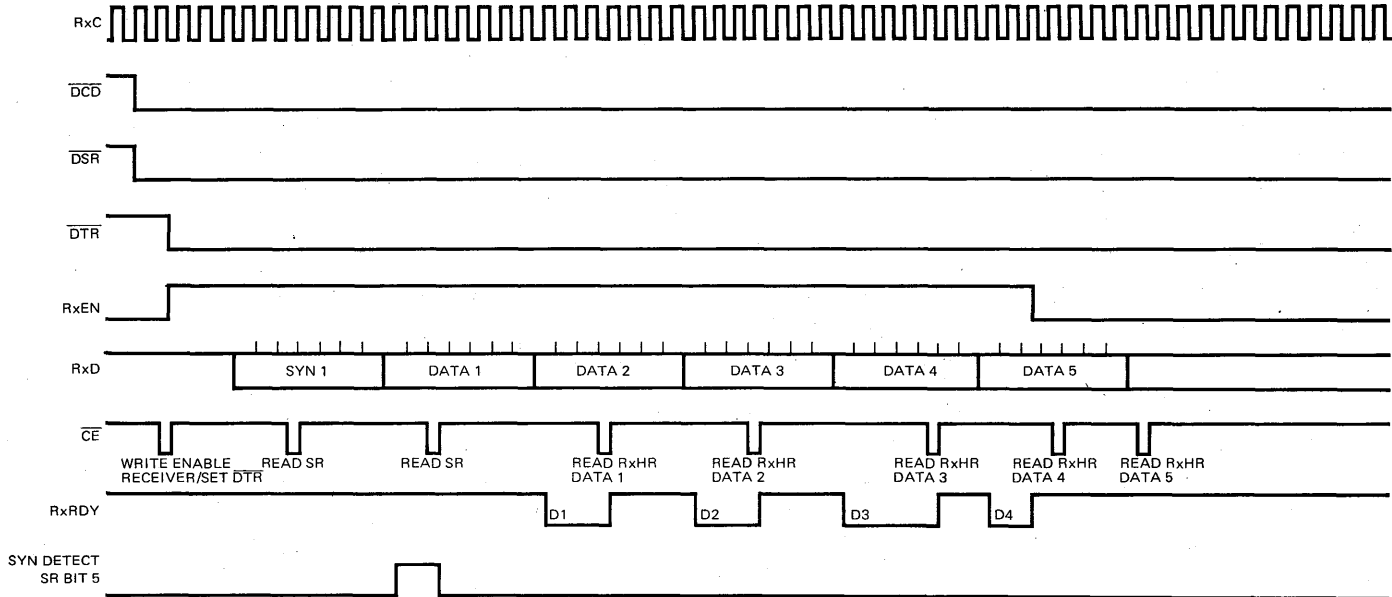 RxC
DCD
DSR
DTR
RxEN
RxD
SYN 1 DATA 1 DATA 2 DATA 3 DATA 4 DATA 5
CE
WRITE ENABLE READ SR READ SR READ RxHR READ RxHR READ RxHR READ RxHR READ RxHR
RECEIVER/SET DTR DATA 1 DATA 2 DATA 3 DATA 4 DATA 5
RxRDY D1 D2 D3 D4
SYN DETECT
SR BIT 5